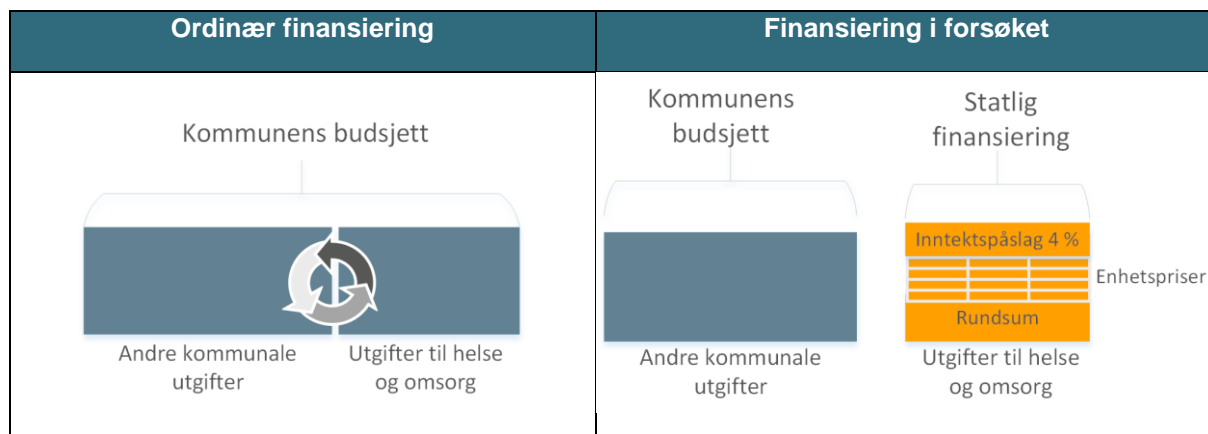 Ordinær finansiering
Finansiering i forsøket
Kommunens budsjett
Andre kommunale
utgifter
Utgifter til helse
og omsorg
Kommunens
budsjett
Andre kommunale
utgifter
Statlig
finansiering
Inntektspåslag 4 %
Enhetspriser
Rundsum
Utgifter til helse
og omsorg